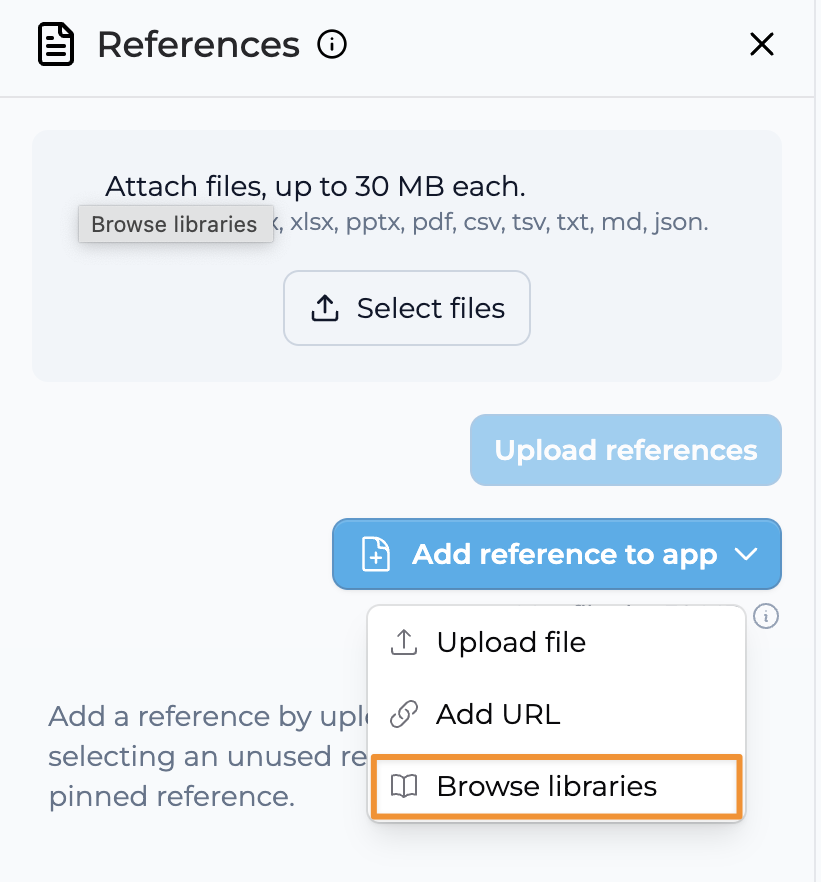 References
Attach files, up to 30 MB each.
Browse libraries
, xlsx, pptx, pdf, csv, tsv, txt, md, json.
Select files
Upload references
Add reference to app
Upload file
Add URL
Browse libraries
Add a reference by
selecting an unused
pinned reference.